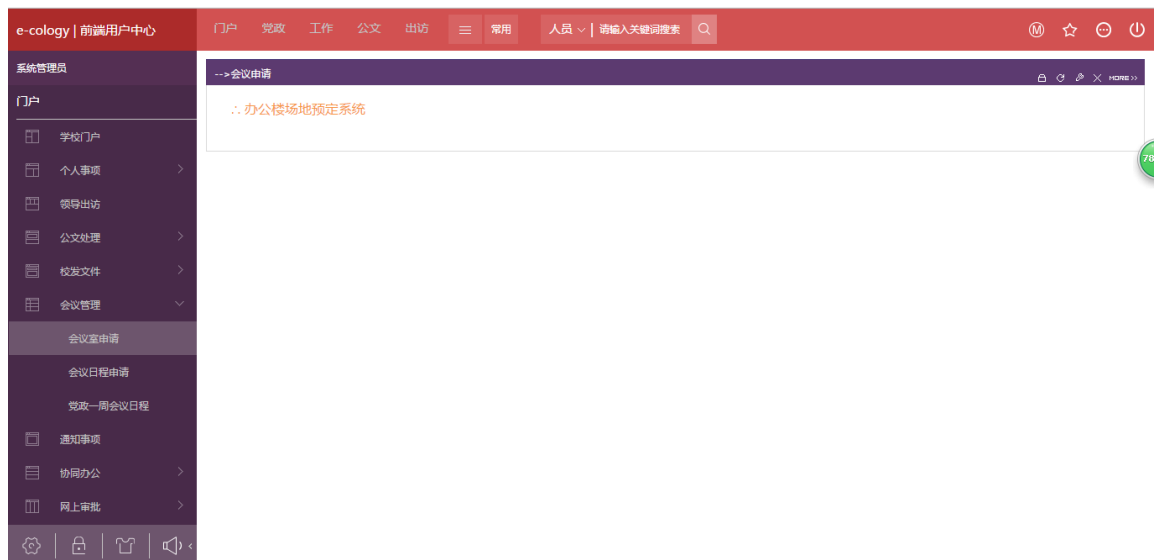 e-cology | 前端用户中心
门户 党政 工作 公文 出访 常用 人员 请输入关键词搜索
系统管理员
-->会议申请
MORE>>
门户
∴ 办公楼场地预定系统
学校门户
个人事项
78
领导出访
公文处理
校发文件
会议管理
会议室申请
会议日程申请
党政一周会议日程
通知事项
协同办公
网上审批